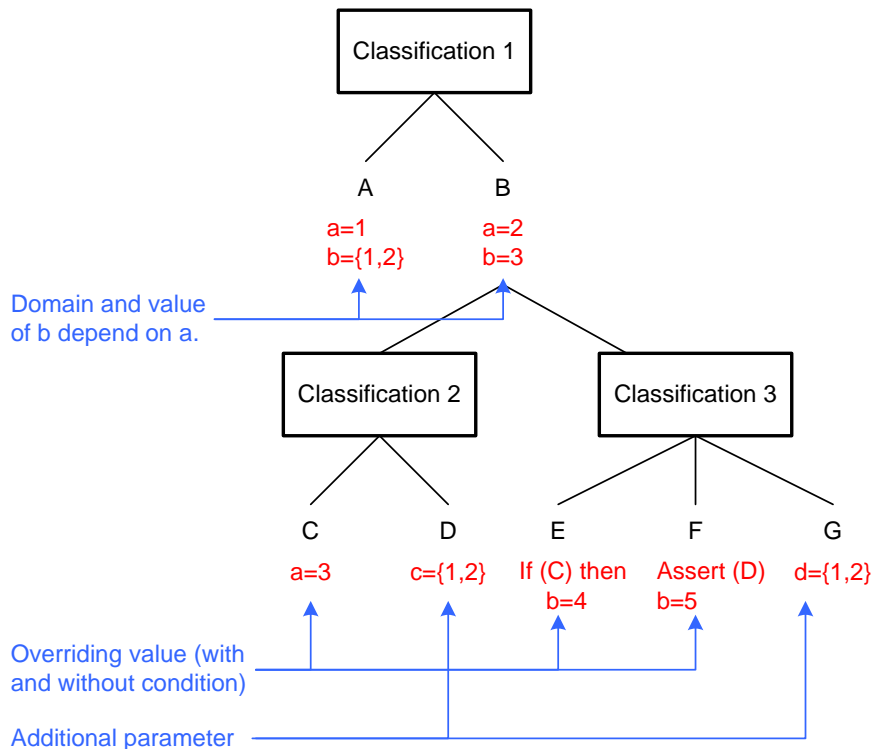 Classification 1
A
B
a=1
b={1,2}
a=2
b=3
Domain and value
of b depend on a.
Classification 2
Classification 3
C
D
E
F
G
a=3
c={1,2}
If (C) then
b=4
Assert (D)
b=5
d={1,2}
Overriding value (with
and without condition)
Additional parameter